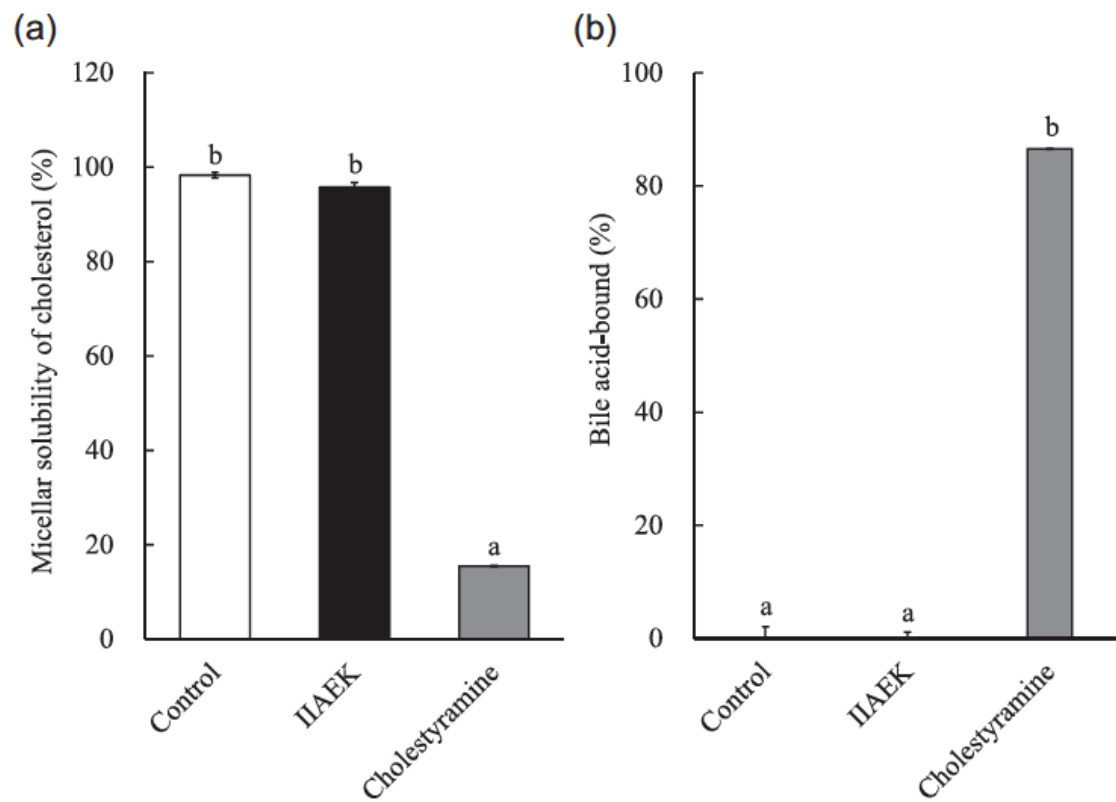 (a)
Micellar solubility of cholesterol (%)
120
100
80
60
40
20
0
b
b
a
Control
IIAEK
Cholestyramine
(b)
Bile acid-bound (%)
100
80
60
40
20
0
a
a
b
Control
IIAEK
Cholestyramine